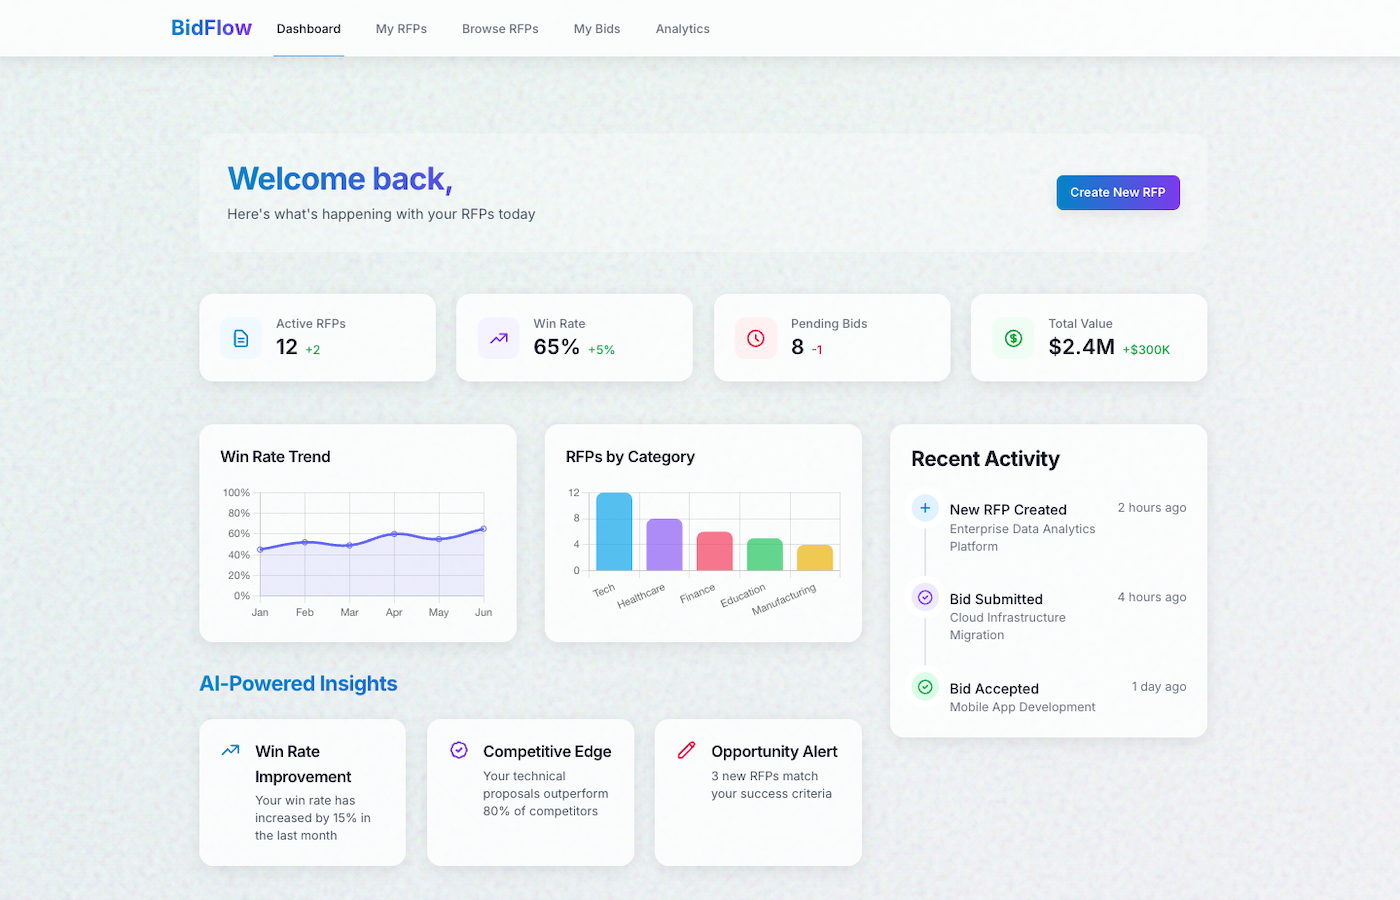 BidFlow
Dashboard
My RFPs
Browse RFPs
My Bids
Analytics
Welcome back,
Here's what's happening with your RFPs today
Create New RFP
Active RFPs
12 +2
Win Rate
65% +5%
Pending Bids
8 -1
Total Value
$2.4M +$300K
Win Rate Trend
100%
80%
60%
40%
20%
0%
Jan Feb Mar Apr May Jun
RFPs by Category
12
8
4
0
Tech Healthcare Finance Education Manufacturing
Recent Activity
New RFP Created 2 hours ago
Enterprise Data Analytics
Platform
Bid Submitted 4 hours ago
Cloud Infrastructure
Migration
Bid Accepted 1 day ago
Mobile App Development
AI-Powered Insights
Win Rate
Improvement
Your win rate has
increased by 15% in
the last month
Competitive Edge
Your technical
proposals outperform
80% of competitors
Opportunity Alert
3 new RFPs match
your success criteria